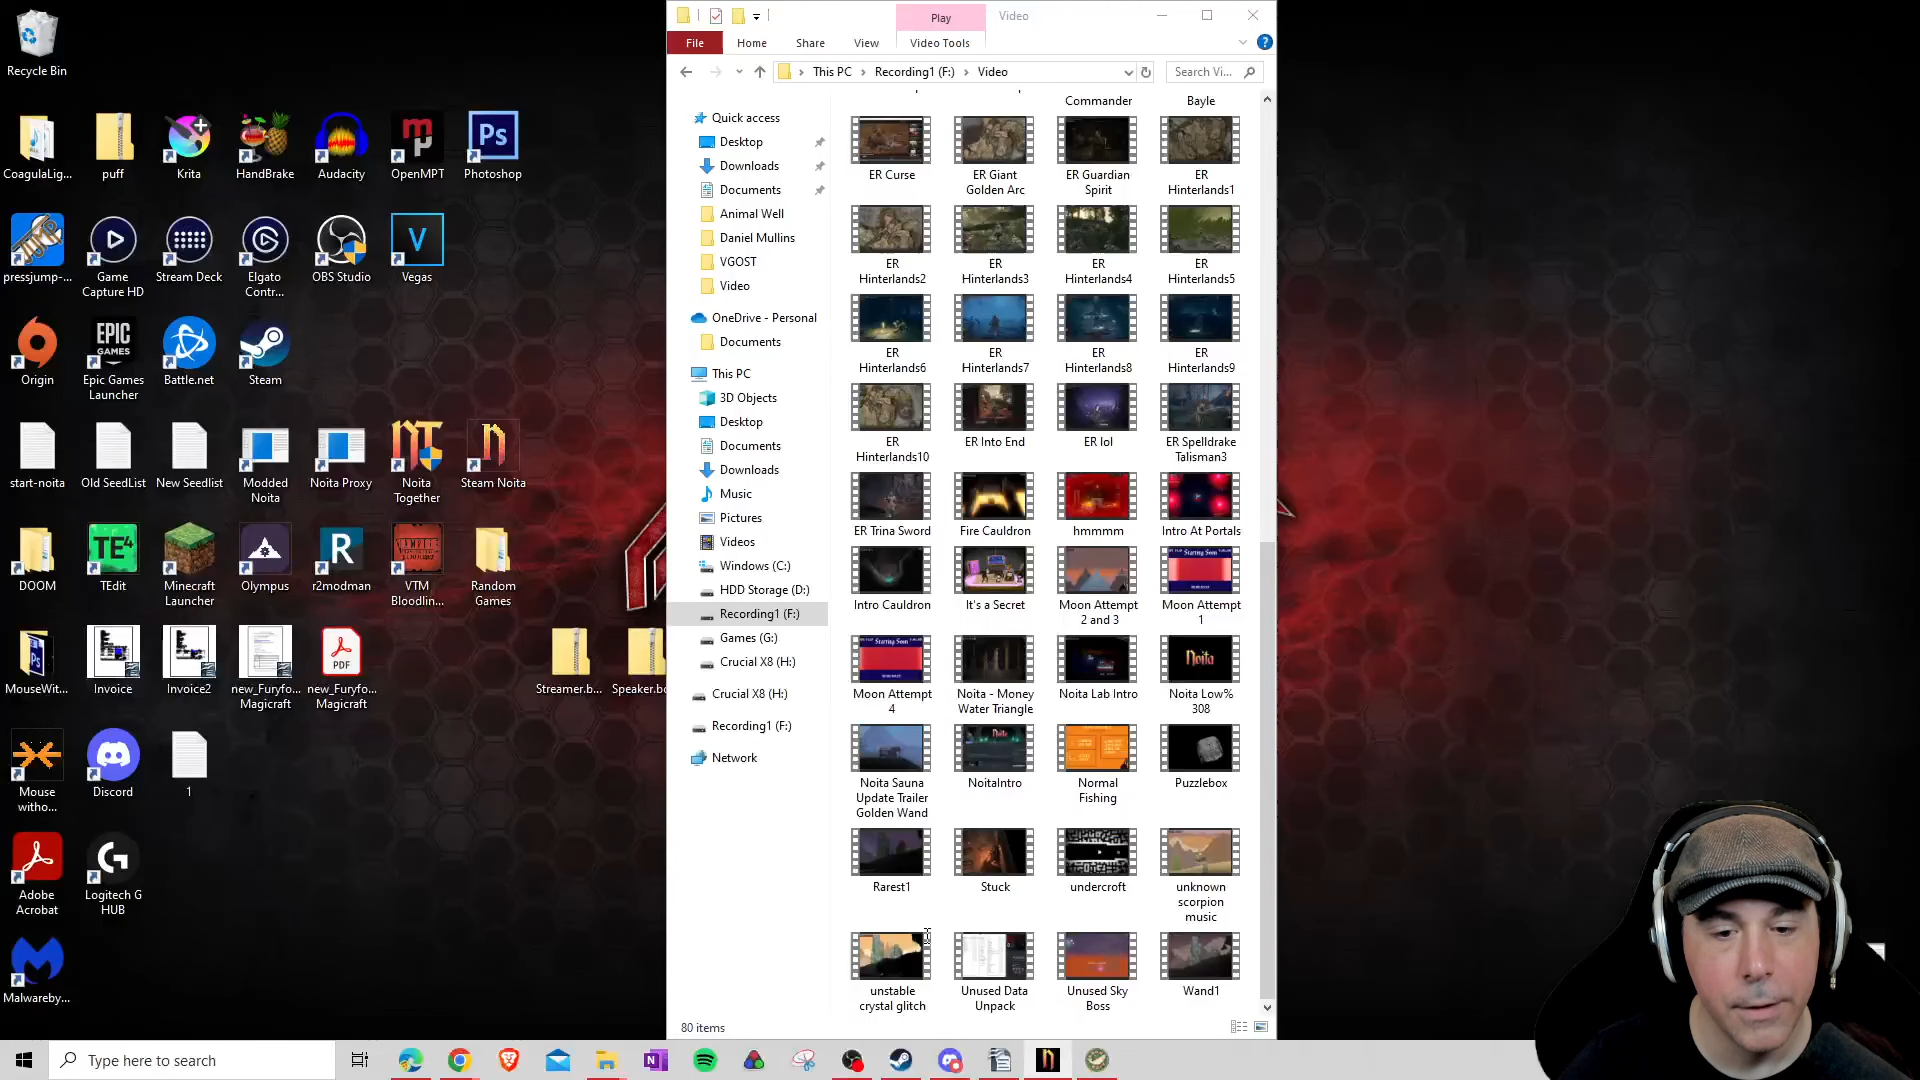 Recycle Bin
CoagulaLig...
puff
Krita
HandBrake
Audacity
OpenMPT
Photoshop
pressjump-...
Game
Capture HD
Stream Deck
Elgato
Contr...
OBS Studio
Vegas
Origin
Epic Games
Launcher
Battle.net
Steam
start-noita
Old SeedList
New Seedlist
Modded
Noita
Noita Proxy
Noita
Together
Steam Noita
DOOM
TEdit
Minecraft
Launcher
Olympus
r2modman
VTM
Bloodlin...
Random
Games
MouseWit...
Invoice
Invoice2
new_Furyfo...
Magicraft
new_Furyfo...
Magicraft
Streamer.b...
Speaker.bo
Mouse
witho...
Discord
1
Adobe
Acrobat
Logitech G
HUB
Malwareby...
Play
Video
File
Home
Share
View
Video Tools
This PC
Recording1 (F:)
Video
Search Vi...
Quick access
Desktop
Downloads
Documents
Animal Well
Daniel Mullins
VGOST
Video
OneDrive - Personal
Documents
This PC
3D Objects
Desktop
Documents
Downloads
Music
Pictures
Videos
Windows (C:)
HDD Storage (D:)
Recording1 (F:)
Games (G:)
Crucial X8 (H:)
Crucial X8 (H:)
Recording1 (F:)
Network
Commander
Bayle
ER Curse
ER Giant
Golden Arc
ER Guardian
Spirit
ER
Hinterlands1
ER
Hinterlands2
ER
Hinterlands3
ER
Hinterlands4
ER
Hinterlands5
ER
Hinterlands6
ER
Hinterlands7
ER
Hinterlands8
ER
Hinterlands9
ER
Hinterlands10
ER Into End
ER lol
ER Spelldrake
Talisman3
ER Trina Sword
Fire Cauldron
hmmmm
Intro At Portals
Intro Cauldron
It's a Secret
Moon Attempt
2 and 3
Moon Attempt
1
Moon Attempt
4
Noita - Money
Water Triangle
Noita Lab Intro
Noita Low%
308
Noita Sauna
Update Trailer
Golden Wand
NoitaIntro
Normal
Fishing
Puzzlebox
Rarest1
Stuck
undercroft
unknown
scorpion
music
unstable
crystal glitch
Unused Data
Unpack
Unused Sky
Boss
Wand1
80 items
Type here to search